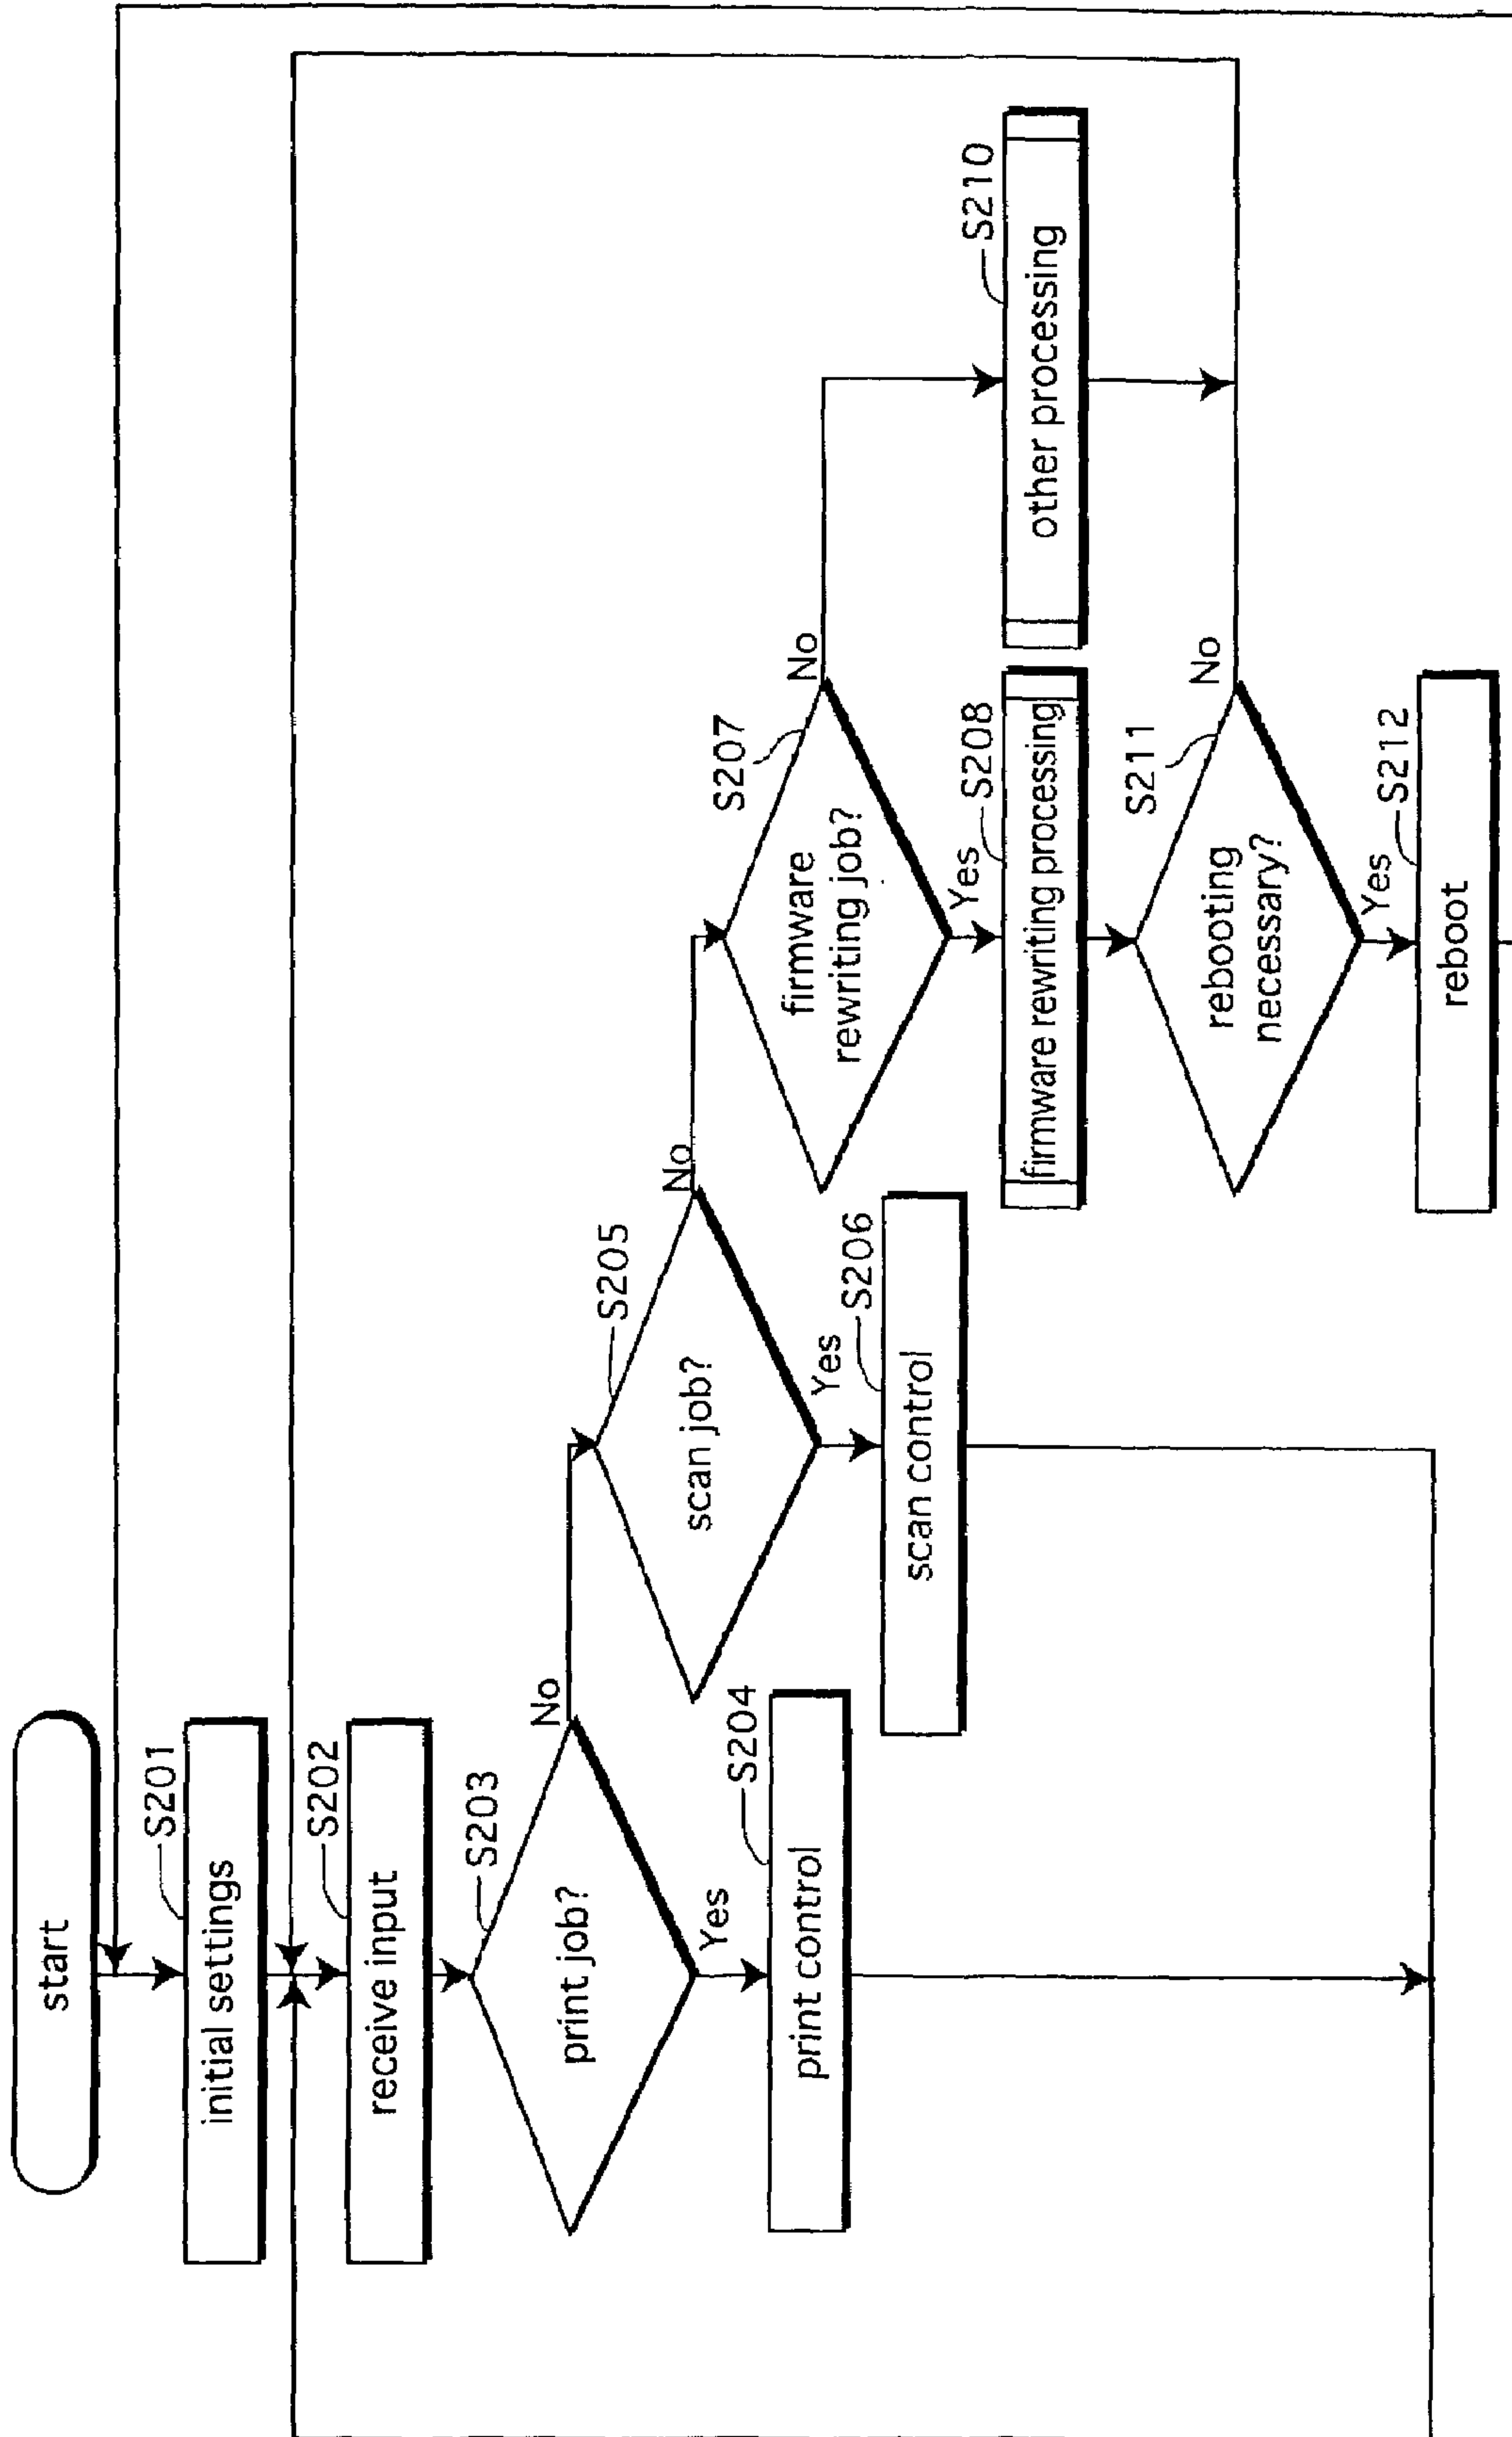 start
S201
initial settings
S202
receive input
S203
print job?
No
Yes
S204
print control
S205
scan job?
No
Yes
S206
scan control
S207
firmware
rewriting job?
No
Yes
S208
firmware rewriting processing
S210
other processing
S211
rebooting
necessary?
No
Yes
S212
reboot